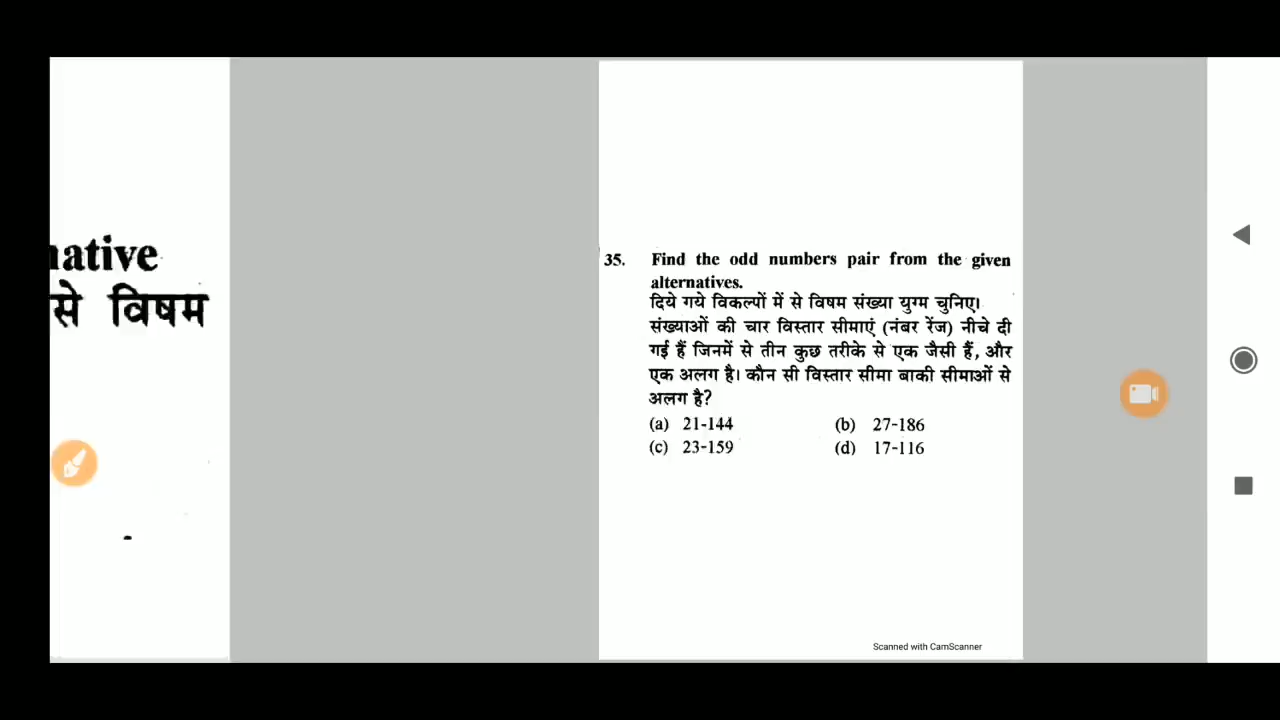 native
से विषम
35. Find the odd numbers pair from the given
alternatives.
दिये गये विकल्पों में से विषम संख्या युग्म चुनिए।
संख्याओं की चार विस्तार सीमाएं (नंबर रेंज) नीचे दी
गई हैं जिनमें से तीन कुछ तरीके से एक जैसी हैं, और
एक अलग है। कौन सी विस्तार सीमा बाकी सीमाओं से
अलग है?
(a) 21-144 (b) 27-186
(c) 23-159 (d) 17-116
Scanned with CamScanner